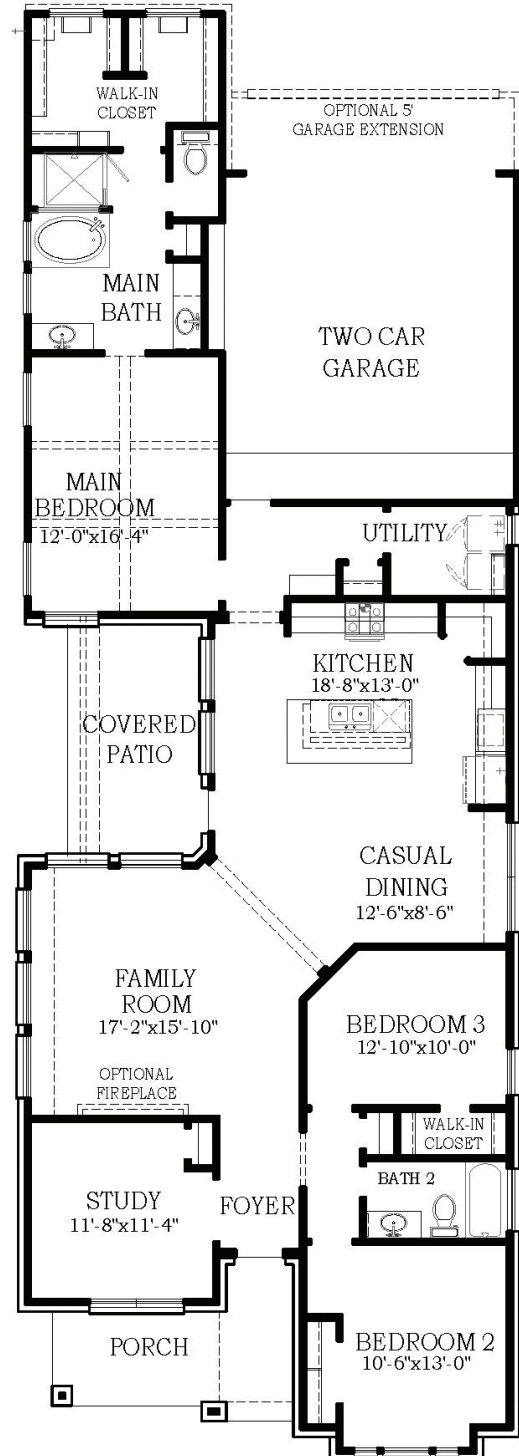 WALK-IN
CLOSET
OPTIONAL 5'
GARAGE EXTENSION
MAIN
BATH
TWO CAR
GARAGE
MAIN
BEDROOM
12'-0"x16'-4"
UTILITY
KITCHEN
18'-8"x13'-0"
COVERED
PATIO
CASUAL
DINING
12'-6"x8'-6"
FAMILY
ROOM
17'-2"x15'-10"
BEDROOM 3
12'-10"x10'-0"
OPTIONAL
FIREPLACE
WALK-IN
CLOSET
BATH 2
STUDY
11'-8"x11'-4"
FOYER
PORCH
BEDROOM 2
10'-6"x13'-0"